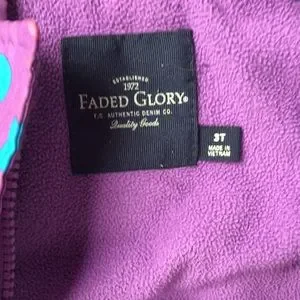 ESTABLISHED
1972
FADED GLORY®
F.G. AUTHENTIC DENIM CO.
Quality Goods
3T
MADE IN
VIETNAM